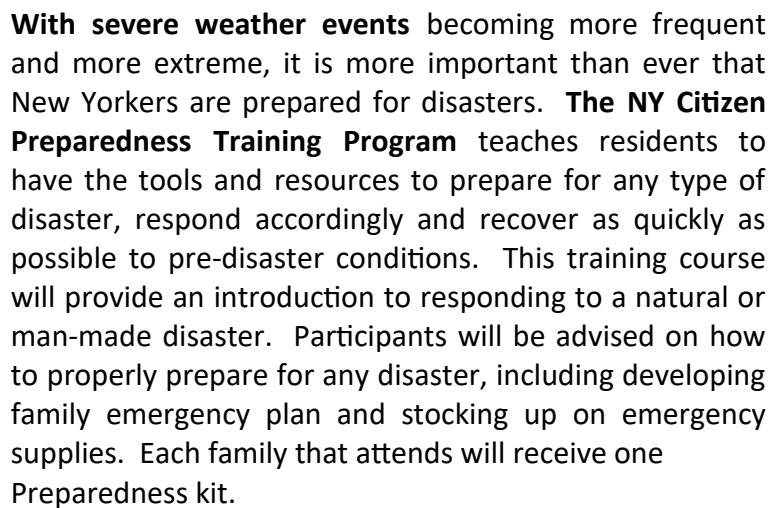 With severe weather events becoming more frequent
and more extreme, it is more important than ever that
New Yorkers are prepared for disasters.  The NY Citizen
Preparedness Training Program teaches residents to
have the tools and resources to prepare for any type of
disaster, respond accordingly and recover as quickly as
possible to pre-disaster conditions.  This training course
will provide an introduction to responding to a natural or
man-made disaster.  Participants will be advised on how
to properly prepare for any disaster, including developing
family emergency plan and stocking up on emergency
supplies.  Each family that attends will receive one
Preparedness kit.